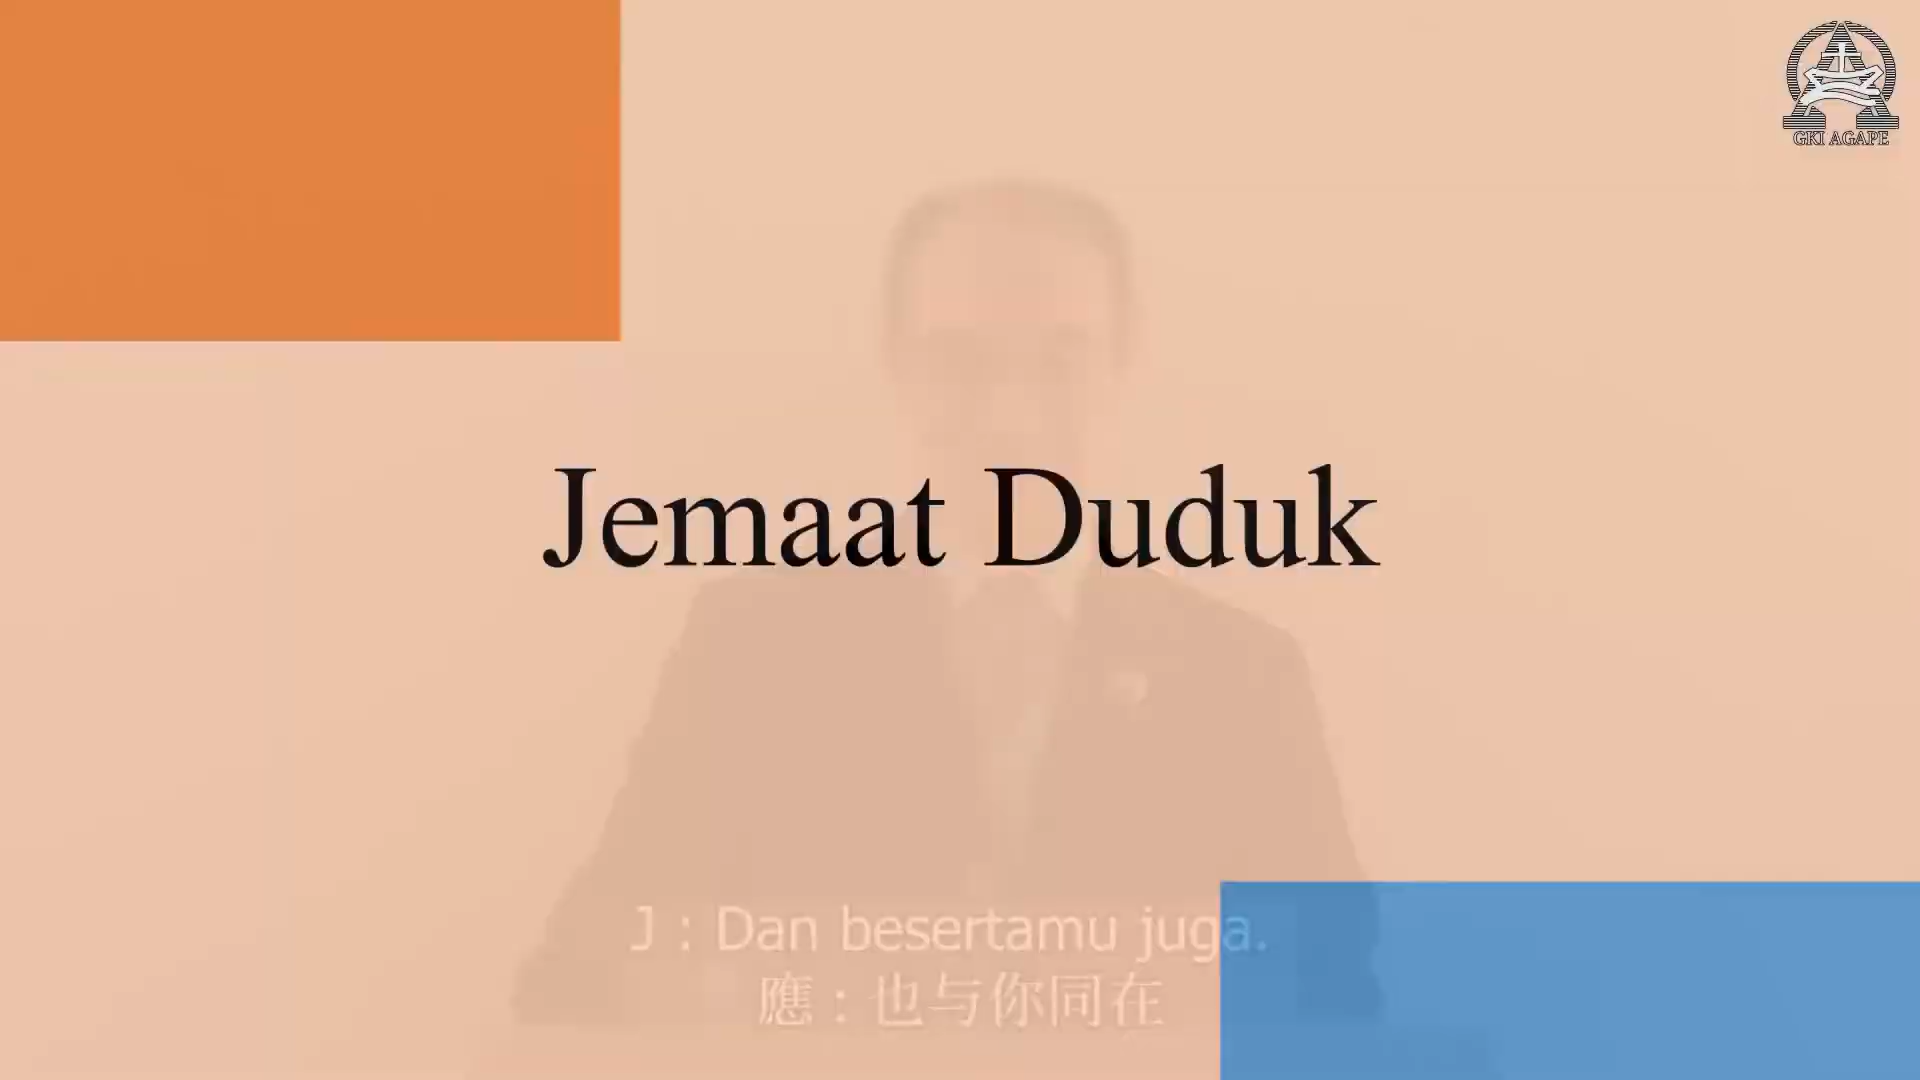 GKI AGAPE
Jemaat Duduk
J : Dan besertamu juga.
應 : 也与你同在